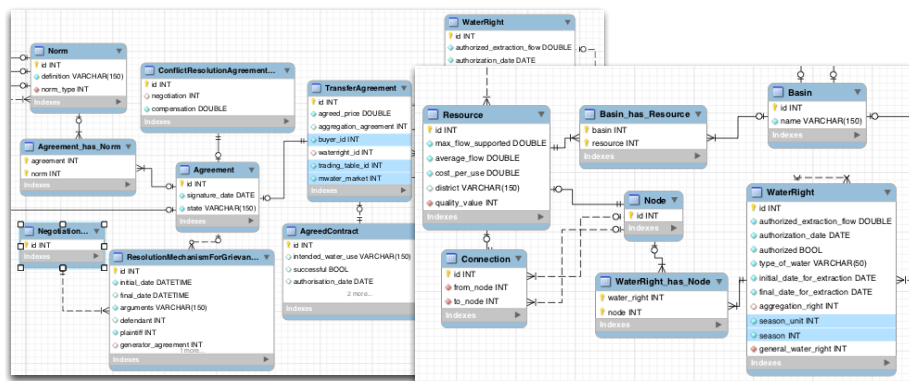 Norm
id INT
definition VARCHAR(150)
norm_type INT
Indexes
Agreement_has_Norm
agreement INT
norm INT
Indexes
Negotiation...
id INT
Indexes
ConflictResolutionAgreement...
id INT
negotiation INT
compensation DOUBLE
Indexes
Agreement
id INT
signature_date DATE
state VARCHAR(150)
Indexes
ResolutionMechanismForGrievan...
id INT
initial_date DATETIME
final_date DATETIME
arguments VARCHAR(150)
defendant INT
plaintiff INT
generator_agreement INT
1 more...
Indexes
TransferAgreement
id INT
agreed_price DOUBLE
aggregation_agreement INT
buyer_id INT
waterright_id INT
trading_table_id INT
mwater_market INT
Indexes
AgreedContract
id INT
intended_water_use VARCHAR(150)
successful BOOL
authorisation_date DATE
2 more...
Indexes
WaterRight
id INT
authorized_extraction_flow DOUBLE
authorization_date DATE
Resource
id INT
max_flow_supported DOUBLE
average_flow DOUBLE
cost_per_use DOUBLE
district VARCHAR(150)
quality_value INT
Indexes
Connection
id INT
from_node INT
to_node INT
Indexes
Basin_has_Resource
basin INT
resource INT
Indexes
Node
id INT
Indexes
WaterRight_has_Node
water_right INT
node INT
Indexes
Basin
id INT
name VARCHAR(150)
Indexes
WaterRight
id INT
authorized_extraction_flow DOUBLE
authorization_date DATE
authorized BOOL
type_of_water VARCHAR(50)
initial_date_for_extraction DATE
final_date_for_extraction DATE
aggregation_right INT
season_unit INT
season INT
general_water_right INT
Indexes